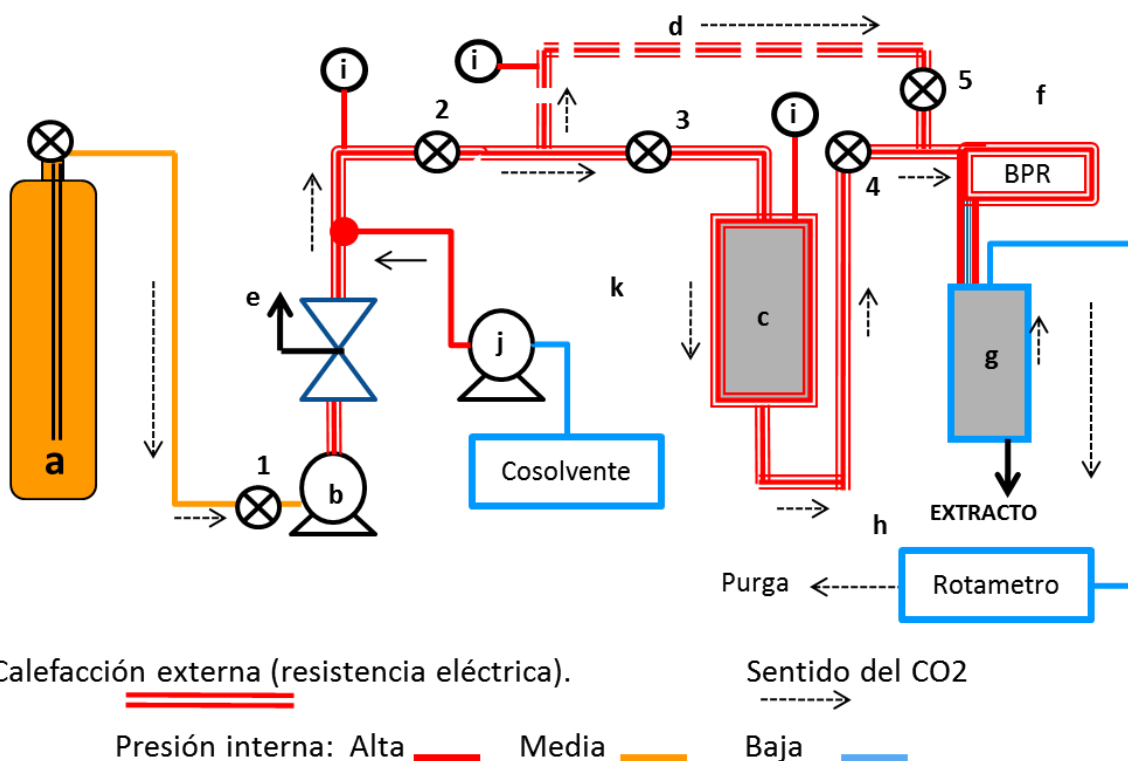 d
i
i
i
5
f
2
3
4
BPR
e
k
c
j
g
a
1
b
Cosolvente
EXTRACTO
h
Purga
Rotametro
Calefacción externa (resistencia eléctrica).
Sentido del CO2
Presión interna: Alta
Media
Baja